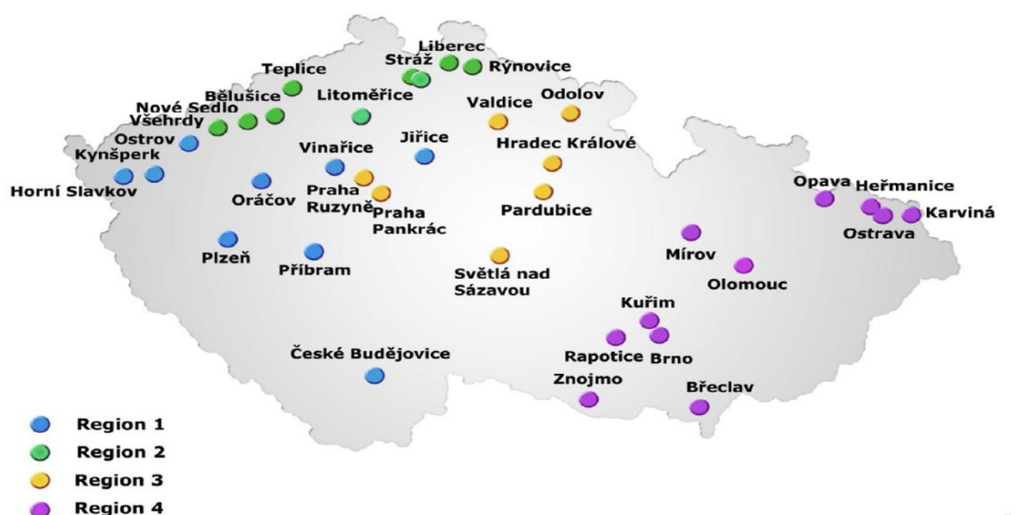 Liberec
Stráž
Rýnovice
Teplice
Litoměřice
Bělušice
Nové Sedlo
Všehrdy
Ostrov
Kynšperk
Horní Slavkov
Valdice
Odolov
Jiřice
Hradec Králové
Vinařice
Oráčov
Praha
Ruzyně
Praha
Pankrác
Pardubice
Opava
Heřmanice
Karviná
Ostrava
Plzeň
Příbram
Světlá nad
Sázavou
Mírov
Olomouc
Kuřim
Rapotice
Brno
České Budějovice
Znojmo
Břeclav
Region 1
Region 2
Region 3
Region 4